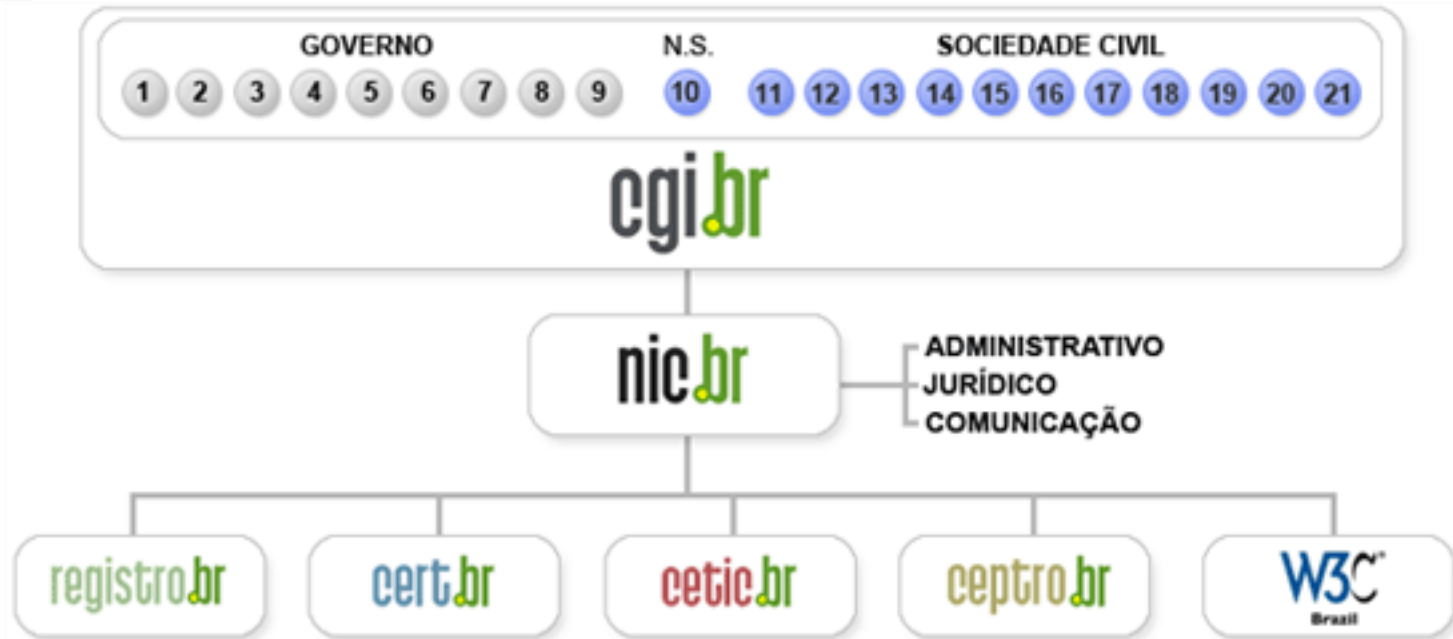 GOVERNO N.S. SOCIEDADE CIVIL
1 2 3 4 5 6 7 8 9 10 11 12 13 14 15 16 17 18 19 20 21
cgi.br
nic.br
ADMINISTRATIVO
JURÍDICO
COMUNICAÇÃO
registro.br cert.br cetic.br ceptro.br W3C
Brazil